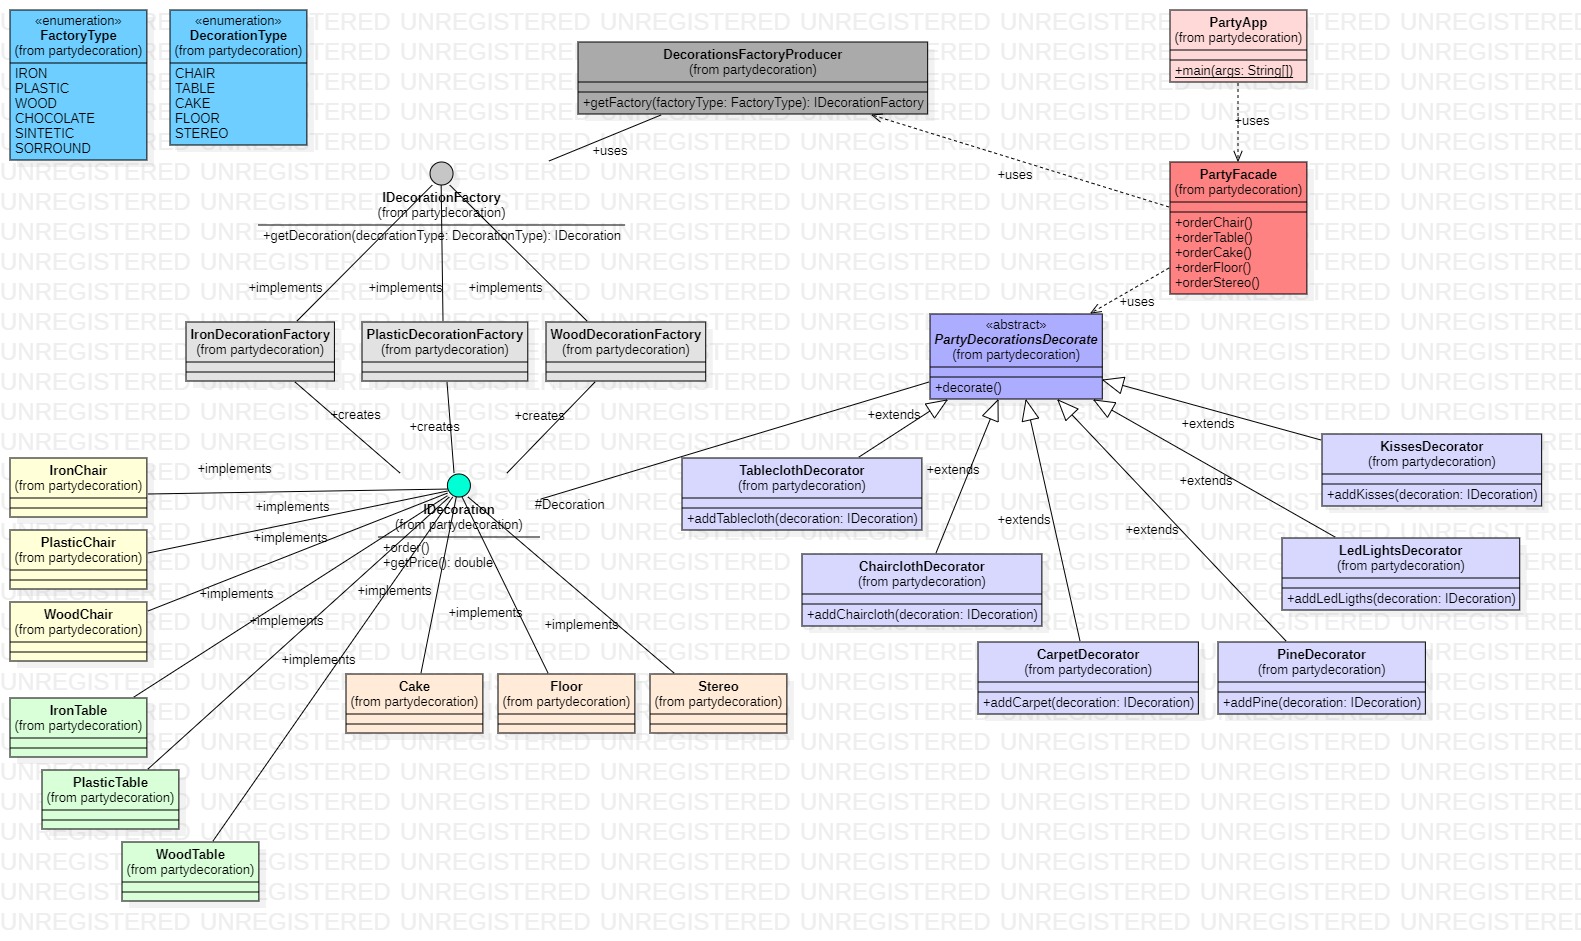 «enumeration»
FactoryType
(from partydecoration)
IRON
PLASTIC
WOOD
CHOCOLATE
SINTETIC
SORROUND
«enumeration»
DecorationType
(from partydecoration)
CHAIR
TABLE
CAKE
FLOOR
STEREO
DecorationsFactoryProducer
(from partydecoration)
+getFactory(factoryType: FactoryType): IDecorationFactory
PartyApp
(from partydecoration)
+main(args: String[])
+uses
+uses
+uses
PartyFacade
(from partydecoration)
+orderChair()
+orderTable()
+orderCake()
+orderFloor()
+orderStereo()
+uses
IDecorationFactory
(from partydecoration)
+getDecoration(decorationType: DecorationType): IDecoration
+implements
+implements
+implements
IronDecorationFactory
(from partydecoration)
PlasticDecorationFactory
(from partydecoration)
WoodDecorationFactory
(from partydecoration)
+creates
+creates
+creates
«abstract»
PartyDecorationsDecorate
(from partydecoration)
+decorate()
+extends
+extends
+extends
+extends
+extends
+extends
#Decoration
IDecoration
(from partydecoration)
+order()
+getPrice(): double
+implements
+implements
+implements
+implements
+implements
+implements
+implements
+implements
+implements
IronChair
(from partydecoration)
PlasticChair
(from partydecoration)
WoodChair
(from partydecoration)
IronTable
(from partydecoration)
PlasticTable
(from partydecoration)
WoodTable
(from partydecoration)
Cake
(from partydecoration)
Floor
(from partydecoration)
Stereo
(from partydecoration)
TableclothDecorator
(from partydecoration)
+addTablecloth(decoration: IDecoration)
ChairclothDecorator
(from partydecoration)
+addChaircloth(decoration: IDecoration)
CarpetDecorator
(from partydecoration)
+addCarpet(decoration: IDecoration)
PineDecorator
(from partydecoration)
+addPine(decoration: IDecoration)
LedLightsDecorator
(from partydecoration)
+addLedLigths(decoration: IDecoration)
KissesDecorator
(from partydecoration)
+addKisses(decoration: IDecoration)
UNREGISTERED